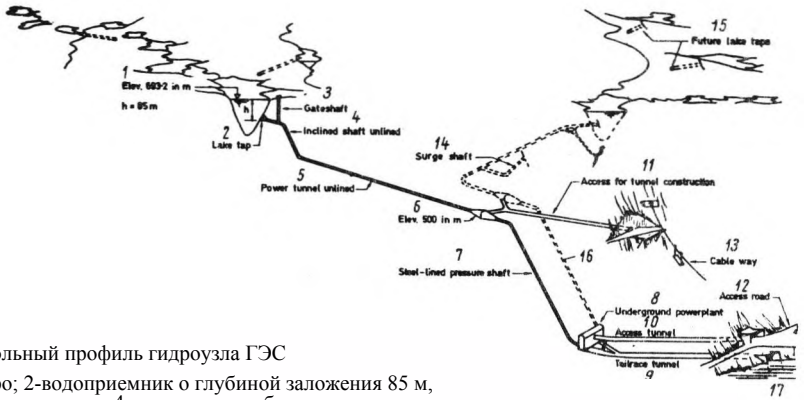 15
Future lake taps
1
Elev. 693·2 in m
h = 85 m
h
3
Gateshaft
4
Inclined shaft unlined
2
Lake tap
14
Surge shaft
5
Power tunnel unlined
11
Access for tunnel construction
6
Elev. 500 in m
13
Cable way
7
Steel-lined pressure shaft
16
12
Access road
8
Underground powerplant
10
Access tunnel
Tailrace tunnel
9
17
ольный профиль гидроузла ГЭС
ро; 2-водоприемник о глубиной заложения 85 м,